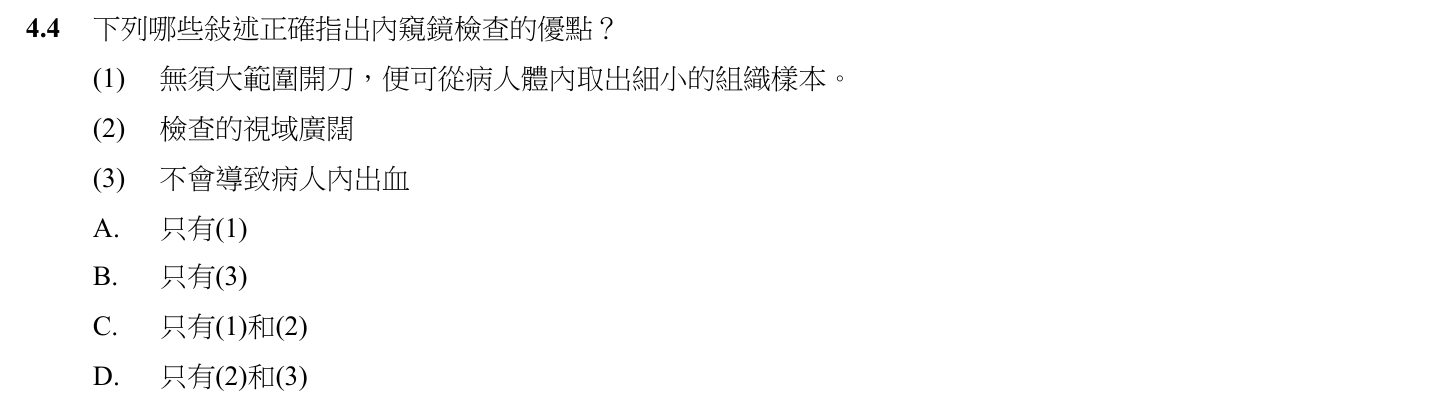 4.4 下列哪些敍述正確指出內窺鏡檢查的優點？
(1) 無須大範圍開刀，便可從病人體內取出細小的組織樣本。
(2) 檢查的視域廣闊
(3) 不會導致病人內出血
A. 只有(1)
B. 只有(3)
C. 只有(1)和(2)
D. 只有(2)和(3)